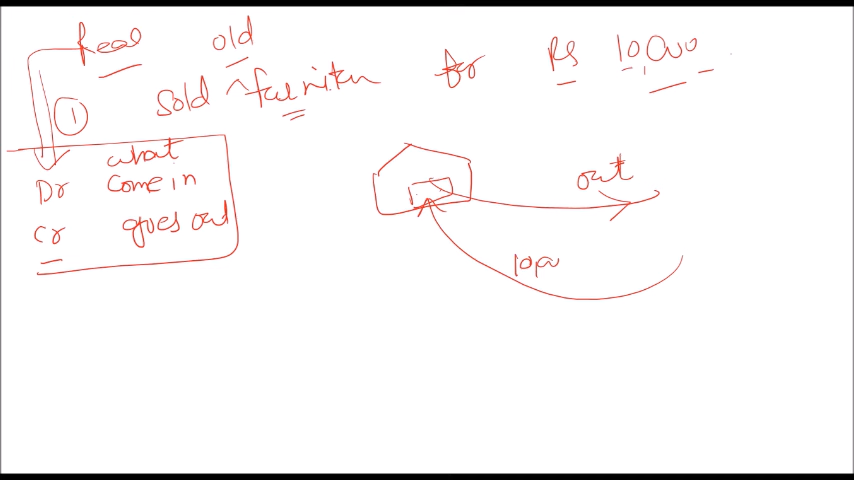 Real
old
① sold ^ furniture for Rs 10,000
what
Dr come in
Cr goes out
out
10,000